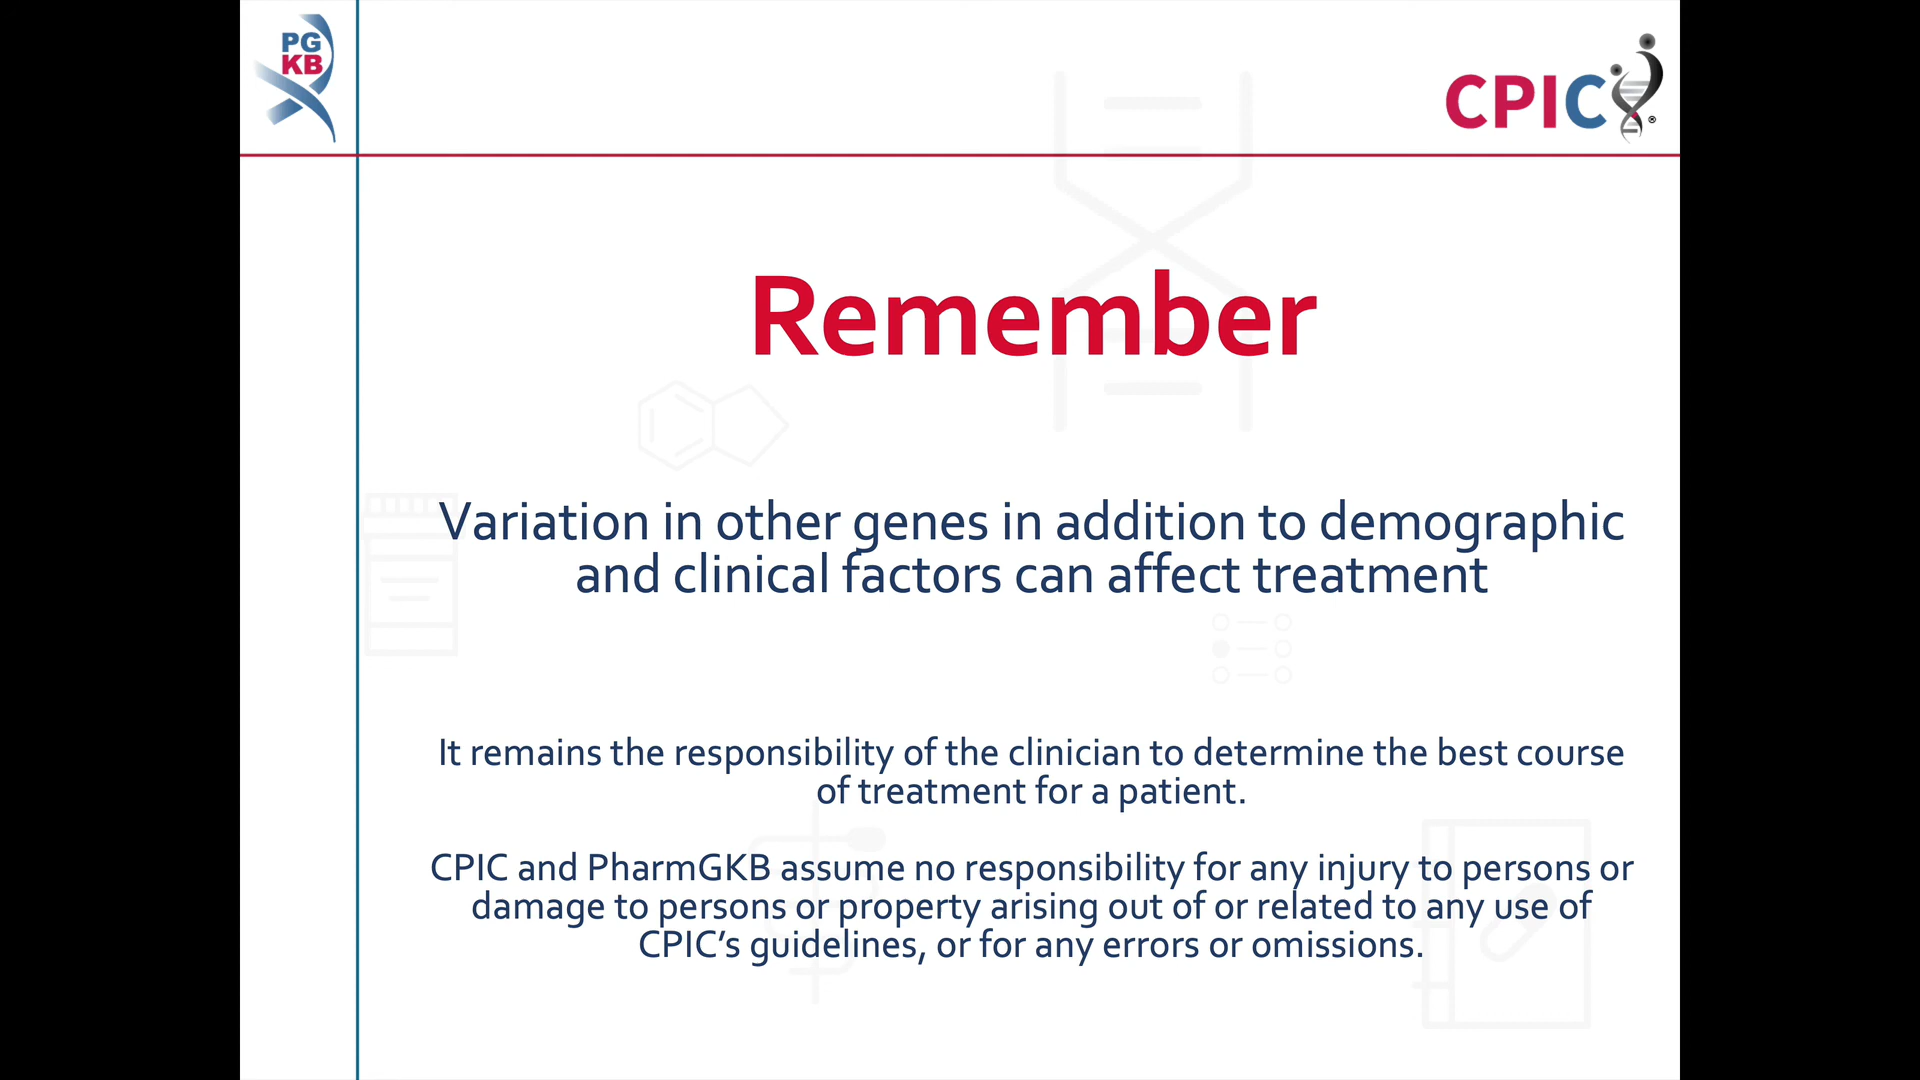 PG
KB
CPIC®
Remember
Variation in other genes in addition to demographic
and clinical factors can affect treatment
It remains the responsibility of the clinician to determine the best course
of treatment for a patient.
CPIC and PharmGKB assume no responsibility for any injury to persons or
damage to persons or property arising out of or related to any use of
CPIC’s guidelines, or for any errors or omissions.